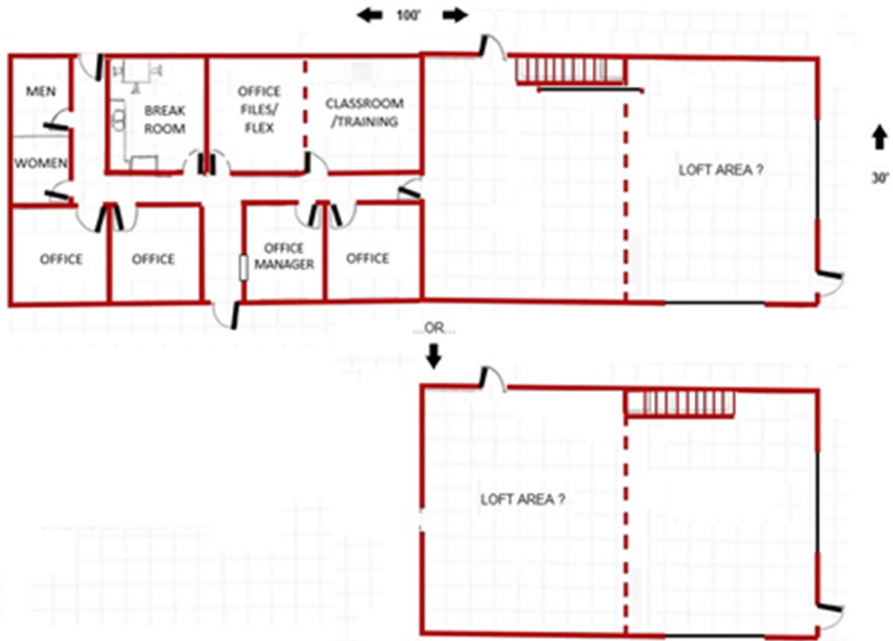 100'
MEN
BREAK
ROOM
OFFICE
FILES/
FLEX
CLASSROOM
/TRAINING
WOMEN
LOFT AREA ?
30'
OFFICE
OFFICE
OFFICE
MANAGER
OFFICE
...OR...
LOFT AREA ?